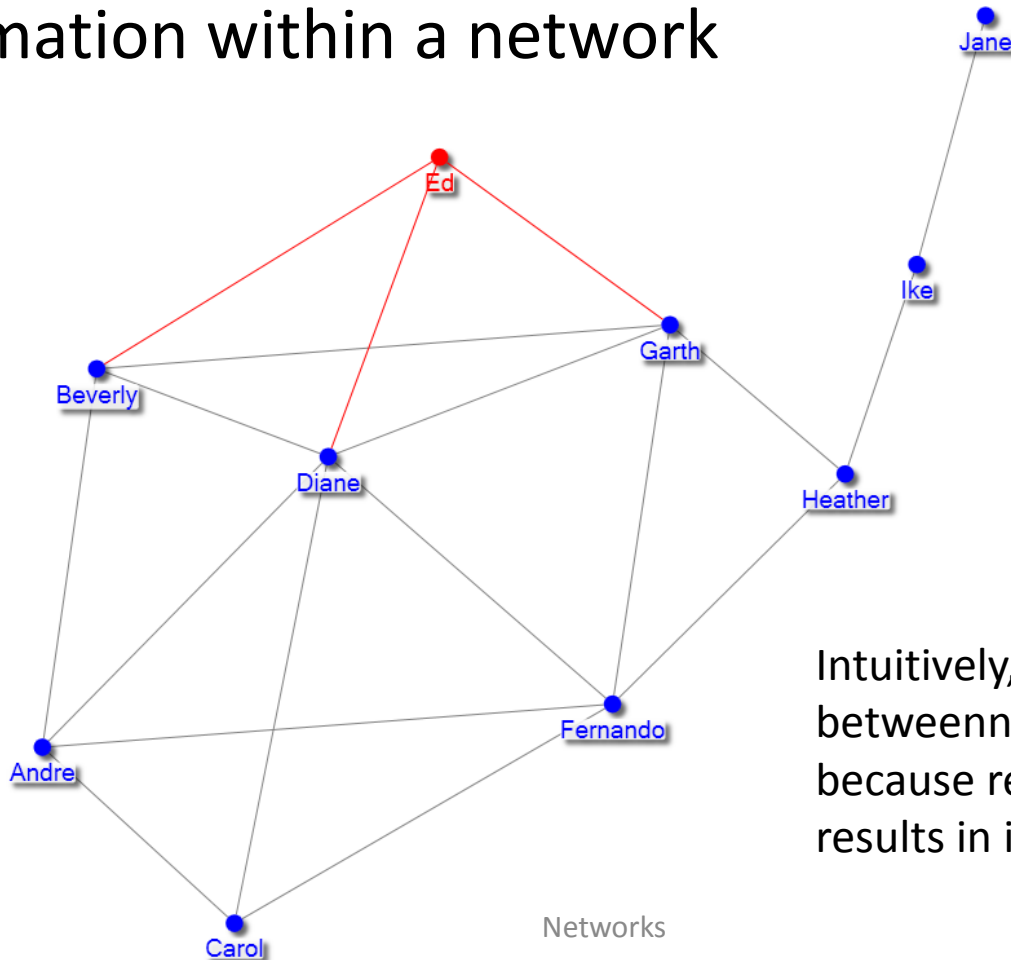 mation within a network
Jane
Ed
Ike
Garth
Beverly
Diane
Heather
Intuitively,
betweenn
because re
results in i
Fernando
Andre
Networks
Carol